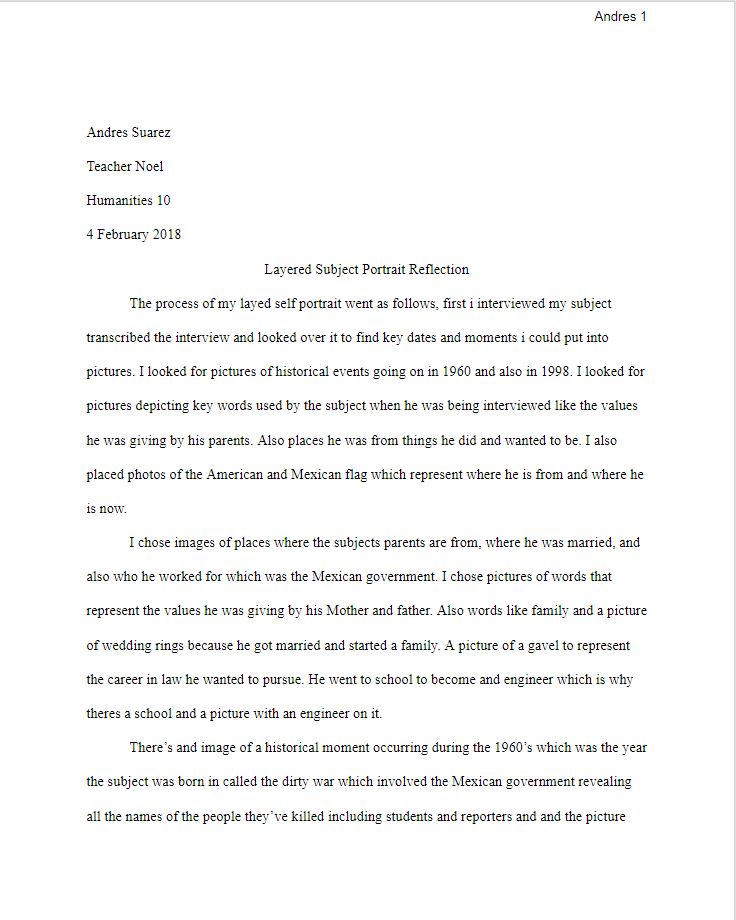 Andres 1
Andres Suarez
Teacher Noel
Humanities 10
4 February 2018
Layered Subject Portrait Reflection
The process of my layed self portrait went as follows, first i interviewed my subject
transcribed the interview and looked over it to find key dates and moments i could put into
pictures. I looked for pictures of historical events going on in 1960 and also in 1998. I looked for
pictures depicting key words used by the subject when he was being interviewed like the values
he was giving by his parents. Also places he was from things he did and wanted to be. I also
placed photos of the American and Mexican flag which represent where he is from and where he
is now.
I chose images of places where the subjects parents are from, where he was married, and
also who he worked for which was the Mexican government. I chose pictures of words that
represent the values he was giving by his Mother and father. Also words like family and a picture
of wedding rings because he got married and started a family. A picture of a gavel to represent
the career in law he wanted to pursue. He went to school to become and engineer which is why
theres a school and a picture with an engineer on it.
There’s and image of a historical moment occurring during the 1960’s which was the year
the subject was born in called the dirty war which involved the Mexican government revealing
all the names of the people they’ve killed including students and reporters and and the picture